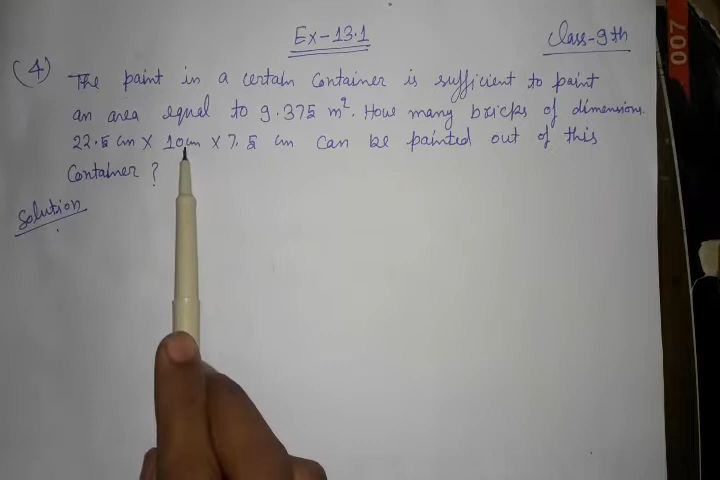 Ex-13.1
Class-9th
(4) The paint in a certain Container is sufficient to paint
an area equal to 9.375 m². How many bricks of dimensions
22.5 cm X 10cm X 7.5 cm can be painted out of this
Container ?
Solution
007